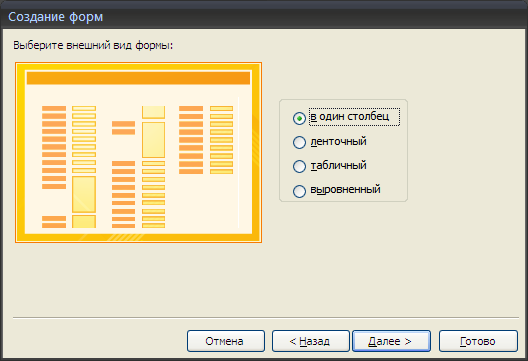 Создание форм
Выберите внешний вид формы:
в один столбец
ленточный
табличный
выровненный
Отмена
< Назад
Далее >
Готово